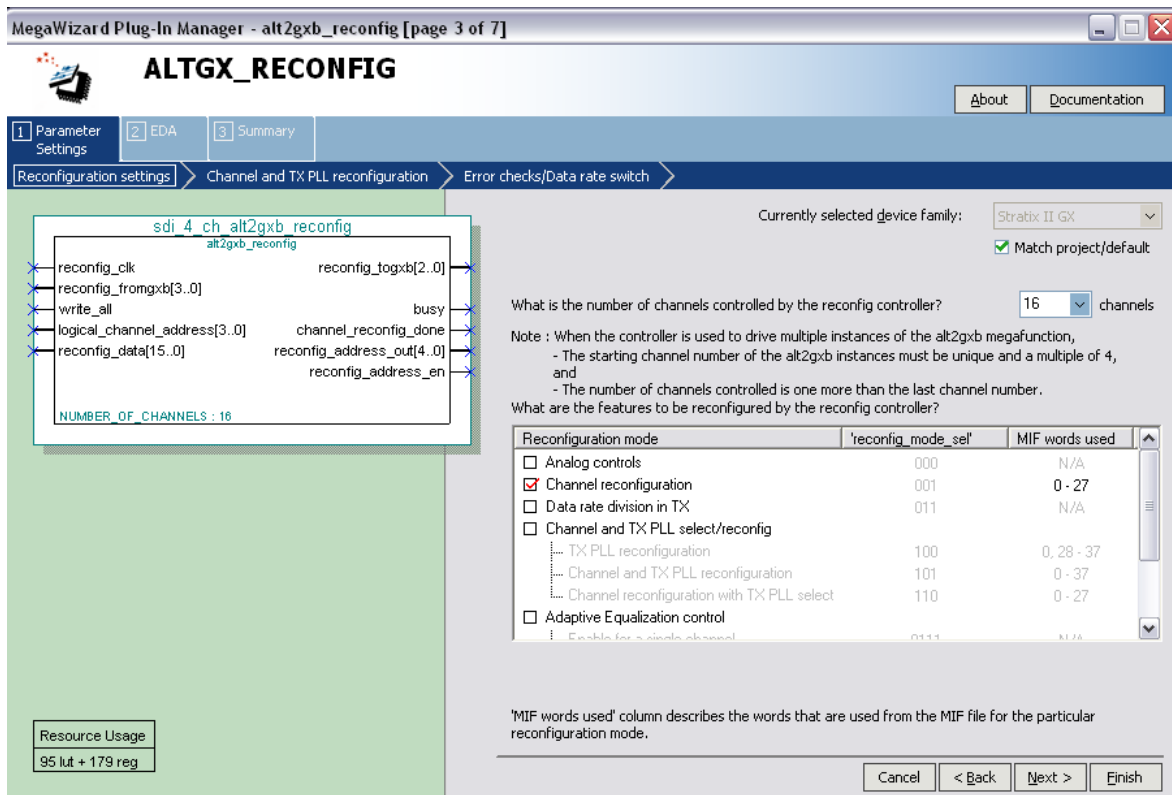 MegaWizard Plug-In Manager - alt2gxb_reconfig [page 3 of 7]
ALTGX_RECONFIG
About
Documentation
1 Parameter Settings
2 EDA
3 Summary
Reconfiguration settings
Channel and TX PLL reconfiguration
Error checks/Data rate switch
sdi_4_ch_alt2gxb_reconfig
alt2gxb_reconfig
reconfig_clk
reconfig_fromgxb[3..0]
write_all
logical_channel_address[3..0]
reconfig_data[15..0]
reconfig_togxb[2..0]
busy
channel_reconfig_done
reconfig_address_out[4..0]
reconfig_address_en
NUMBER_OF_CHANNELS : 16
Resource Usage
95 lut + 179 reg
Currently selected device family:
Stratix II GX
Match project/default
What is the number of channels controlled by the reconfig controller?
16
channels
Note : When the controller is used to drive multiple instances of the alt2gxb megafunction,
- The starting channel number of the alt2gxb instances must be unique and a multiple of 4,
and
- The number of channels controlled is one more than the last channel number.
What are the features to be reconfigured by the reconfig controller?
Reconfiguration mode 'reconfig_mode_sel' MIF words used
Analog controls 000 N/A
Channel reconfiguration 001 0 - 27
Data rate division in TX 011 N/A
Channel and TX PLL select/reconfig
TX PLL reconfiguration 100 0, 28 - 37
Channel and TX PLL reconfiguration 101 0 - 37
Channel reconfiguration with TX PLL select 110 0 - 27
Adaptive Equalization control
Enable for a single channel 0111 N/A
'MIF words used' column describes the words that are used from the MIF file for the particular
reconfiguration mode.
Cancel
< Back
Next >
Finish